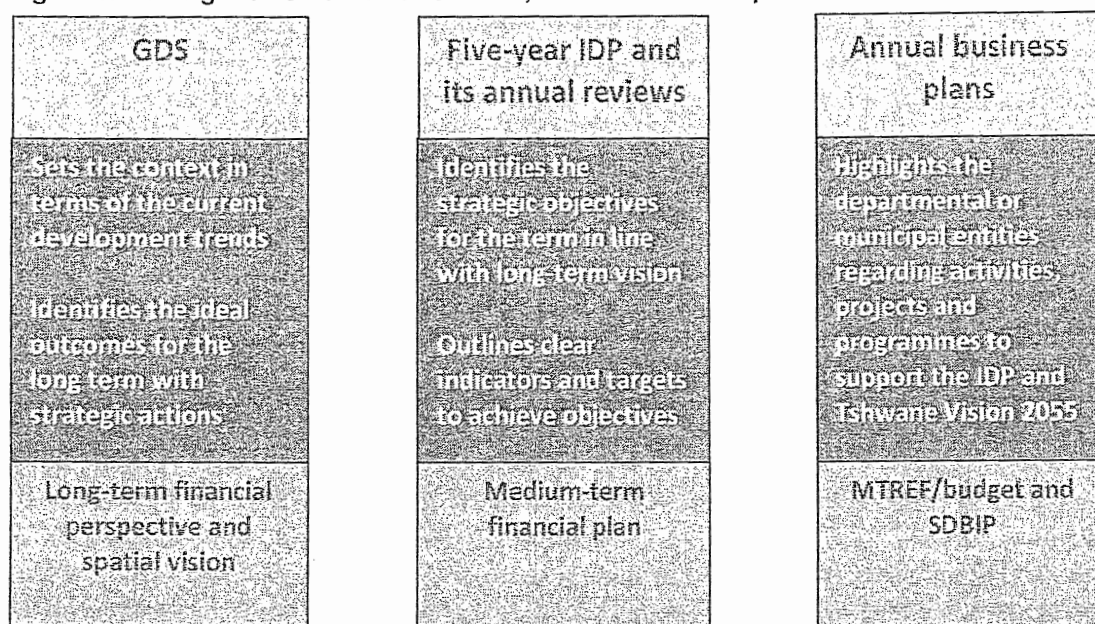 GDS
Sets the context in
terms of the current
development trends
Identifies the ideal
outcomes for the
long term with
strategic actions
Long-term financial
perspective and
spatial vision
Five-year IDP and
its annual reviews
Identifies the
strategic objectives
for the term in line
with long-term vision
Outlines clear
indicators and targets
to achieve objectives
Medium-term
financial plan
Annual business
plans
Highlights the
departmental or
municipal entities
regarding activities,
projects and
programmes to
support the IDP and
Tshwane Vision 2055
MTREF/budget and
SDBIP